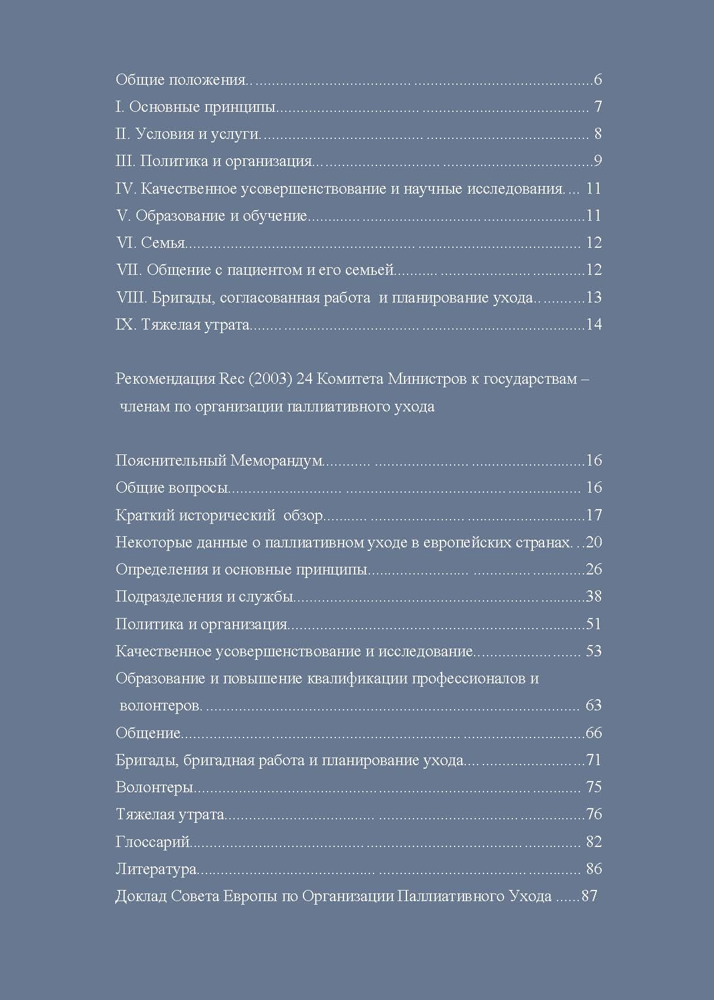 Общие положения..................................................................................6
I. Основные принципы............................................................................ 7
II. Условия и услуги................................................................................ 8
III. Политика и организация....................................................................9
IV. Качественное усовершенствование и научные исследования.... 11
V. Образование и обучение...................................................................11
VI. Семья................................................................................................ 12
VII. Общение с пациентом и его семьей...............................................12
VIII. Бригады, согласованная работа и планирование ухода.............13
IX. Тяжелая утрата..................................................................................14
Рекомендация Rec (2003) 24 Комитета Министров к государствам –
членам по организации паллиативного ухода
Пояснительный Меморандум................................................................16
Общие вопросы...................................................................................... 16
Краткий исторический обзор................................................................17
Некоторые данные о паллиативном уходе в европейских странах. ..20
Определения и основные принципы.....................................................26
Подразделения и службы.......................................................................38
Политика и организация.........................................................................51
Качественное усовершенствование и исследование.......................... 53
Образование и повышение квалификации профессионалов и
волонтеров. ........................................................................................... 63
Общение...................................................................................................66
Бригады, бригадная работа и планирование ухода..............................71
Волонтеры............................................................................................... 75
Тяжелая утрата........................................................................................76
Глоссарий................................................................................................ 82
Литература.............................................................................................. 86
Доклад Совета Европы по Организации Паллиативного Ухода ......87